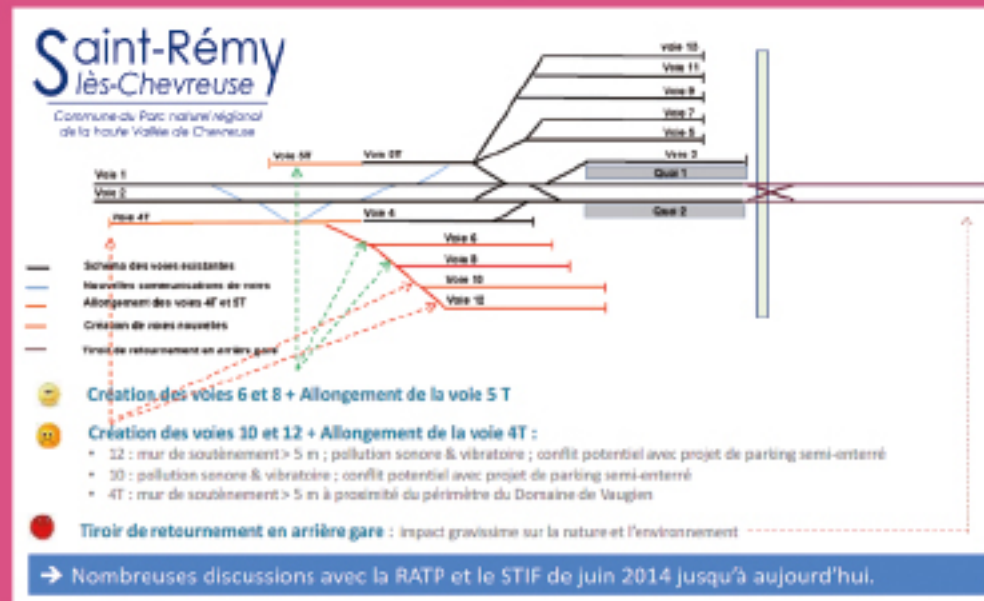 Saint-Rémy
lès-Chevreuse
Commune du Parc naturel régional
de la haute Vallée de Chevreuse
Voie 11
Voie 9
Voie 7
Voie 5
Voie 5T
Voie 3T
Voie 3
Voie 1
Quai 1
Voie 2
Voie 4T
Voie 4
Quai 2
Voie 6
Voie 8
Voie 10
Voie 12
Schéma des voies existantes
Nouvelles communications de voies
Allongement des voies 4T et 5T
Création de voies nouvelles
Tiroir de retournement en arrière gare
Création des voies 6 et 8 + Allongement de la voie 5 T
Création des voies 10 et 12 + Allongement de la voie 4T :
• 12 : mur de soutènement > 5 m ; pollution sonore & vibratoire ; conflit potentiel avec projet de parking semi-enterré
• 10 : pollution sonore & vibratoire ; conflit potentiel avec projet de parking semi-enterré
• 4T : mur de soutènement > 5 m à proximité du périmètre du Domaine de Vaugien
Tiroir de retournement en arrière gare : impact gravissime sur la nature et l'environnement
→ Nombreuses discussions avec la RATP et le STIF de juin 2014 jusqu'à aujourd'hui.